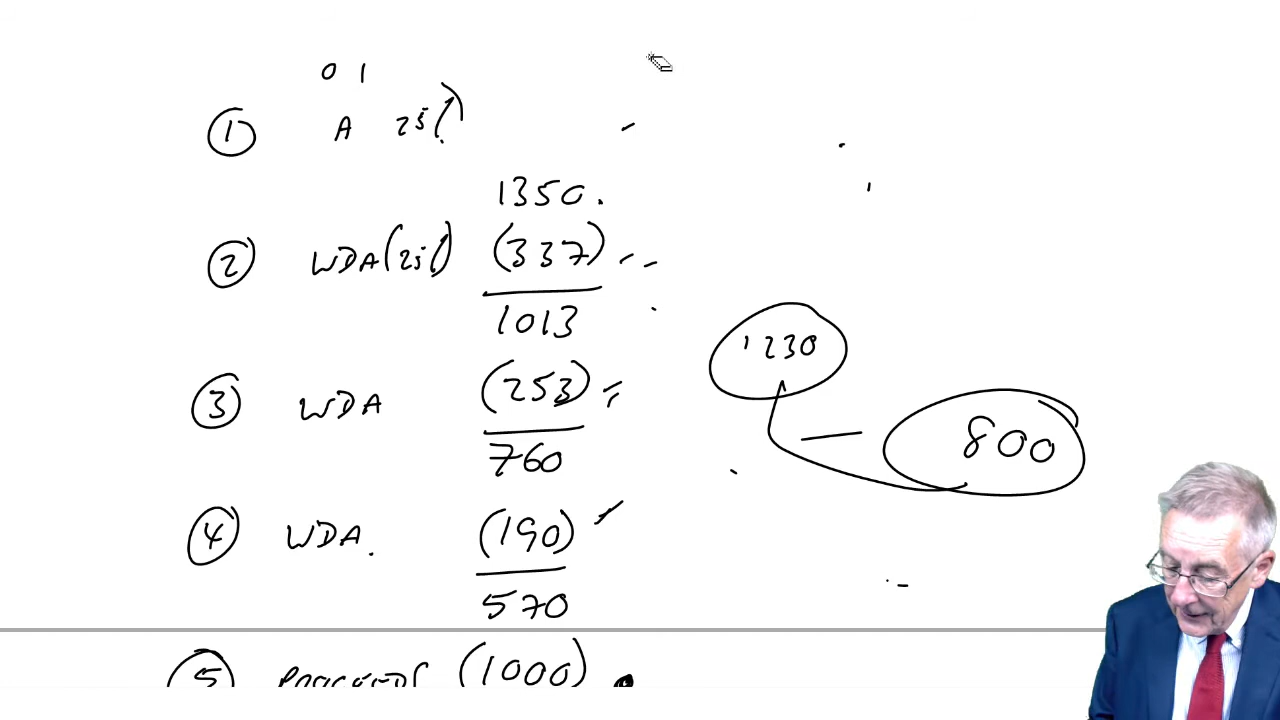 0 1
① A 25%)
1350.
② WDA (25%) (337)
1013
1230
③ WDA (253)
760
800
④ WDA. (190)
570
⑤ PROCEEDS (1000)